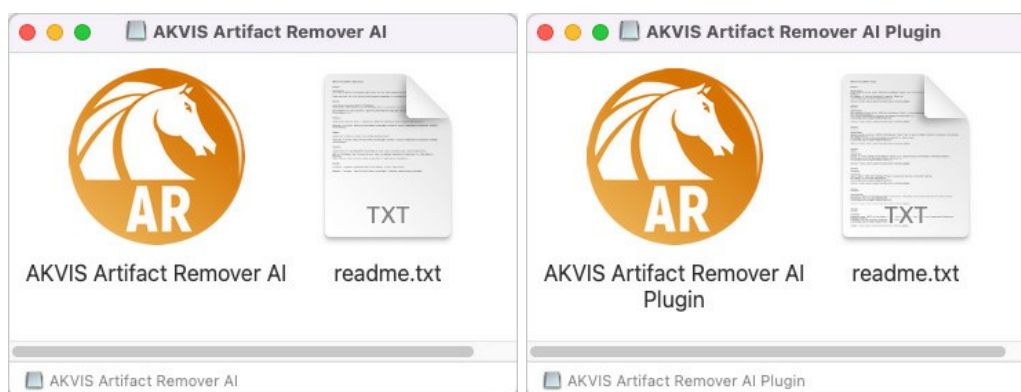 AKVIS Artifact Remover AI
AR
TXT
AKVIS Artifact Remover AI
readme.txt
AKVIS Artifact Remover AI
AKVIS Artifact Remover AI Plugin
AR
TXT
AKVIS Artifact Remover AI
Plugin
readme.txt
AKVIS Artifact Remover AI Plugin